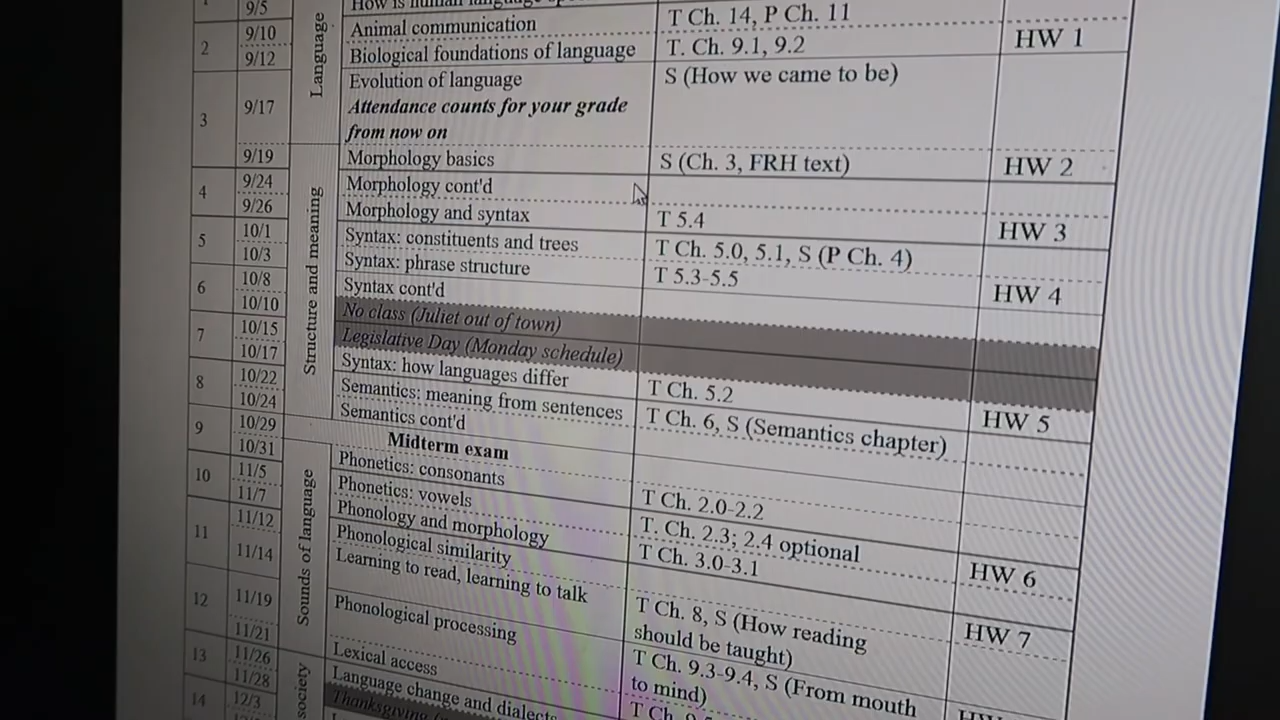 9/5
How is human language
2
9/10
Animal communication
T Ch. 14, P Ch. 11
HW 1
9/12
Biological foundations of language
T. Ch. 9.1, 9.2
Language
3
9/17
Evolution of language
S (How we came to be)
Attendance counts for your grade
from now on
9/19
Morphology basics
S (Ch. 3, FRH text)
HW 2
Structure and meaning
4
9/24
Morphology cont'd
9/26
Morphology and syntax
T 5.4
HW 3
5
10/1
Syntax: constituents and trees
T Ch. 5.0, 5.1, S (P Ch. 4)
10/3
Syntax: phrase structure
T 5.3-5.5
HW 4
6
10/8
Syntax cont'd
10/10
No class (Juliet out of town)
7
10/15
Legislative Day (Monday schedule)
10/17
Syntax: how languages differ
T Ch. 5.2
HW 5
8
10/22
Semantics: meaning from sentences
T Ch. 6, S (Semantics chapter)
10/24
Semantics cont'd
9
10/29
Midterm exam
10/31
Phonetics: consonants
T Ch. 2.0-2.2
Sounds of language
10
11/5
Phonetics: vowels
T. Ch. 2.3; 2.4 optional
11/7
Phonology and morphology
T Ch. 3.0-3.1
HW 6
11
11/12
Phonological similarity
11/14
Learning to read, learning to talk
T Ch. 8, S (How reading
should be taught)
HW 7
12
11/19
Phonological processing
T Ch. 9.3-9.4, S (From mouth
to mind)
11/21
Lexical access
T Ch.
13
11/26
Language change and dialects
society
11/28
Thanksgiving
14
12/3